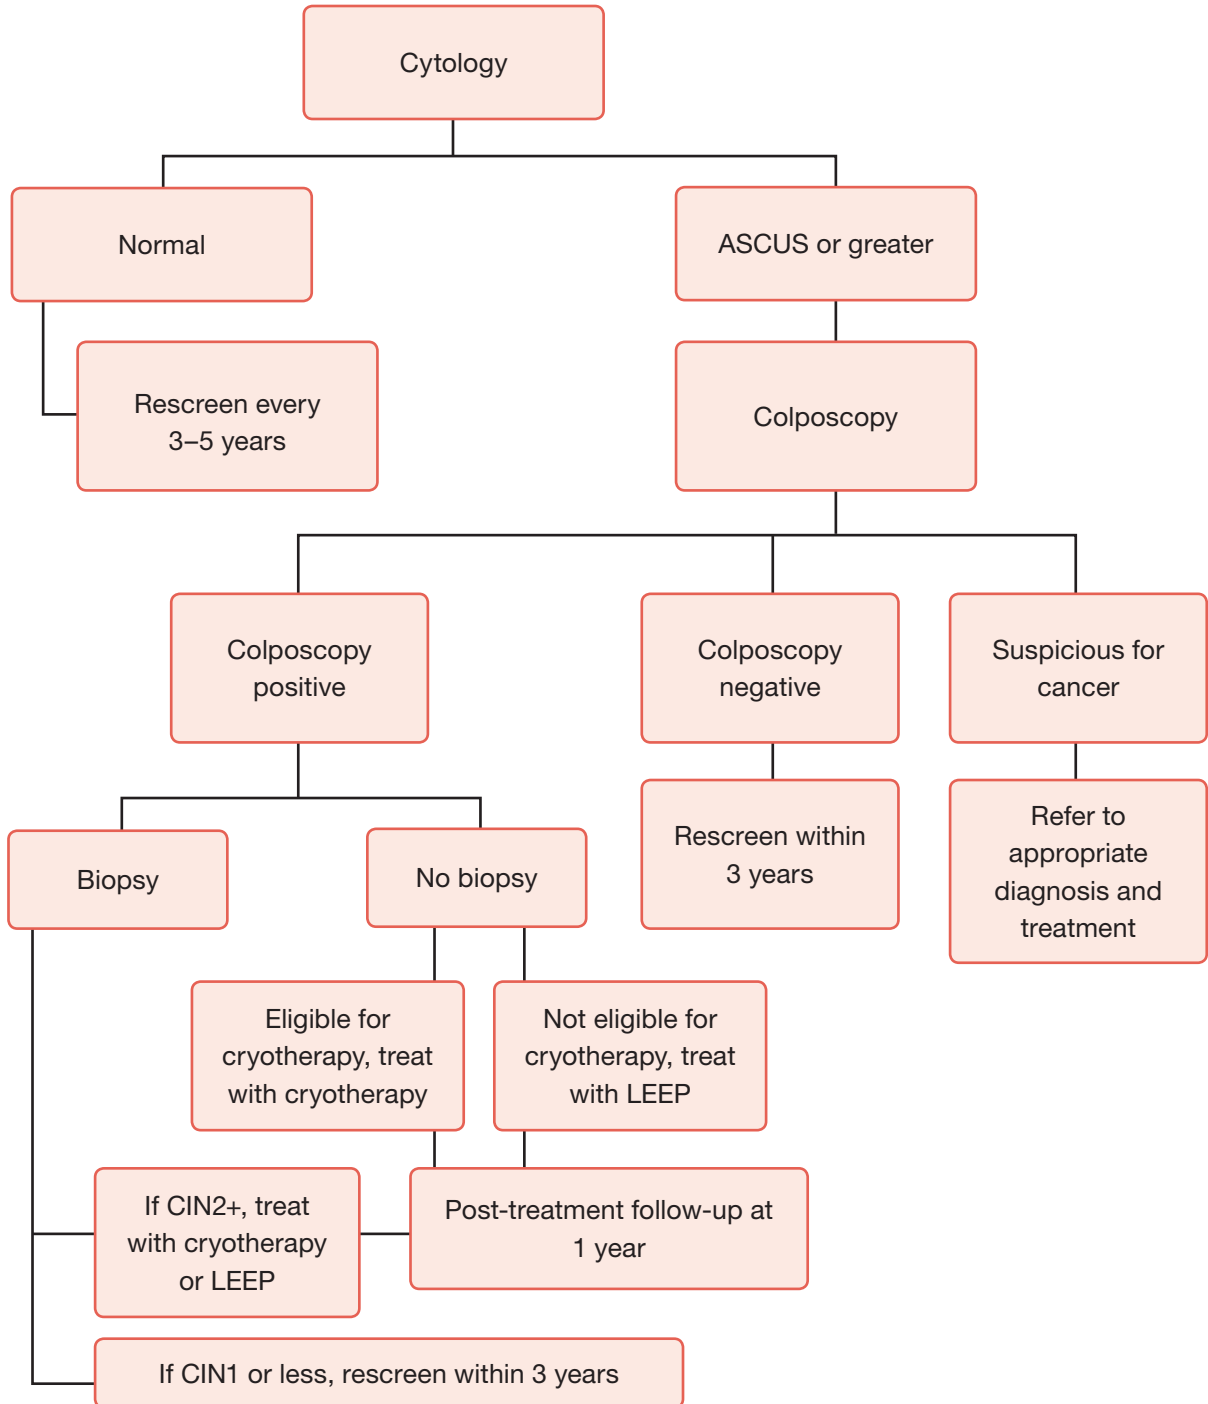 Cytology
Normal
ASCUS or greater
Rescreen every
3–5 years
Colposcopy
Colposcopy
positive
Colposcopy
negative
Suspicious for
cancer
Biopsy
No biopsy
Rescreen within
3 years
Refer to
appropriate
diagnosis and
treatment
Eligible for
cryotherapy, treat
with cryotherapy
Not eligible for
cryotherapy, treat
with LEEP
If CIN2+, treat
with cryotherapy
or LEEP
Post-treatment follow-up at
1 year
If CIN1 or less, rescreen within 3 years